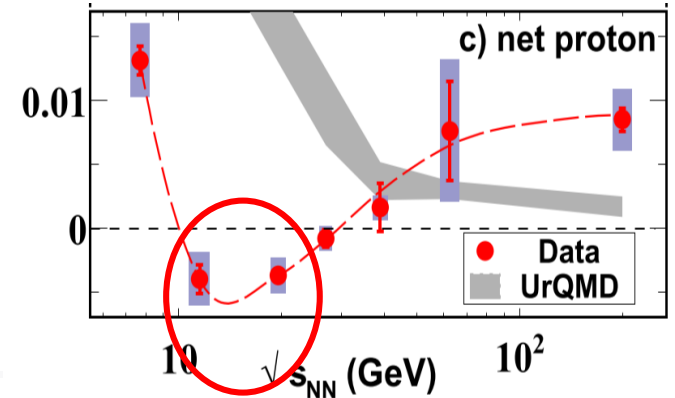 c) net proton
0.01
0
Data
UrQMD
10
10²
√ sNN (GeV)